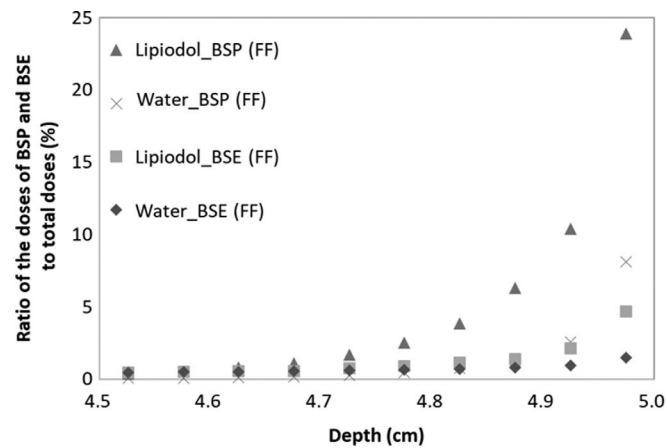 Ratio of the doses of BSP and BSE
to total doses (%)
25
20
15
10
5
0
Lipiodol_BSP (FF)
Water_BSP (FF)
Lipiodol_BSE (FF)
Water_BSE (FF)
4.5 4.6 4.7 4.8 4.9 5.0
Depth (cm)